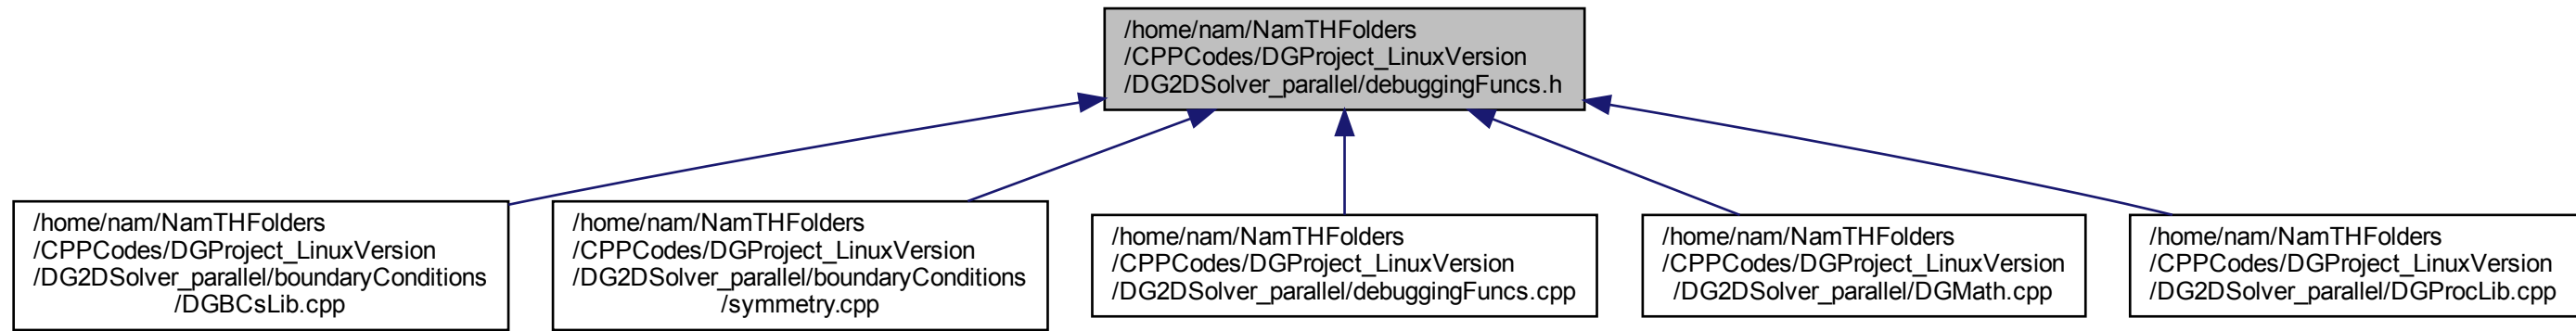 /home/nam/NamTHFolders
/CPPCodes/DGProject_LinuxVersion
/DG2DSolver_parallel/debuggingFuncs.h
/home/nam/NamTHFolders
/CPPCodes/DGProject_LinuxVersion
/DG2DSolver_parallel/boundaryConditions
/DGBCsLib.cpp
/home/nam/NamTHFolders
/CPPCodes/DGProject_LinuxVersion
/DG2DSolver_parallel/boundaryConditions
/symmetry.cpp
/home/nam/NamTHFolders
/CPPCodes/DGProject_LinuxVersion
/DG2DSolver_parallel/debuggingFuncs.cpp
/home/nam/NamTHFolders
/CPPCodes/DGProject_LinuxVersion
/DG2DSolver_parallel/DGMath.cpp
/home/nam/NamTHFolders
/CPPCodes/DGProject_LinuxVersion
/DG2DSolver_parallel/DGProcLib.cpp